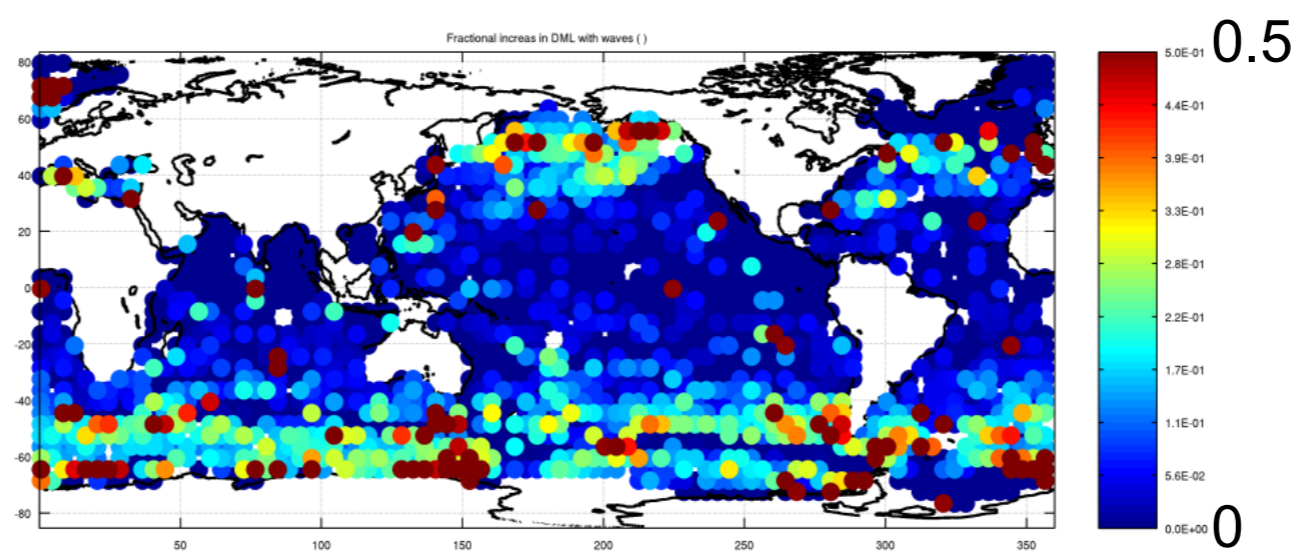 Fractional increas in DML with waves ( )
80
60
40
20
0
-20
-40
-60
-80
50
100
150
200
250
300
350
5.0E-01
4.4E-01
3.9E-01
3.3E-01
2.8E-01
2.2E-01
1.7E-01
1.1E-01
5.6E-02
0.0E+00
0.5
0